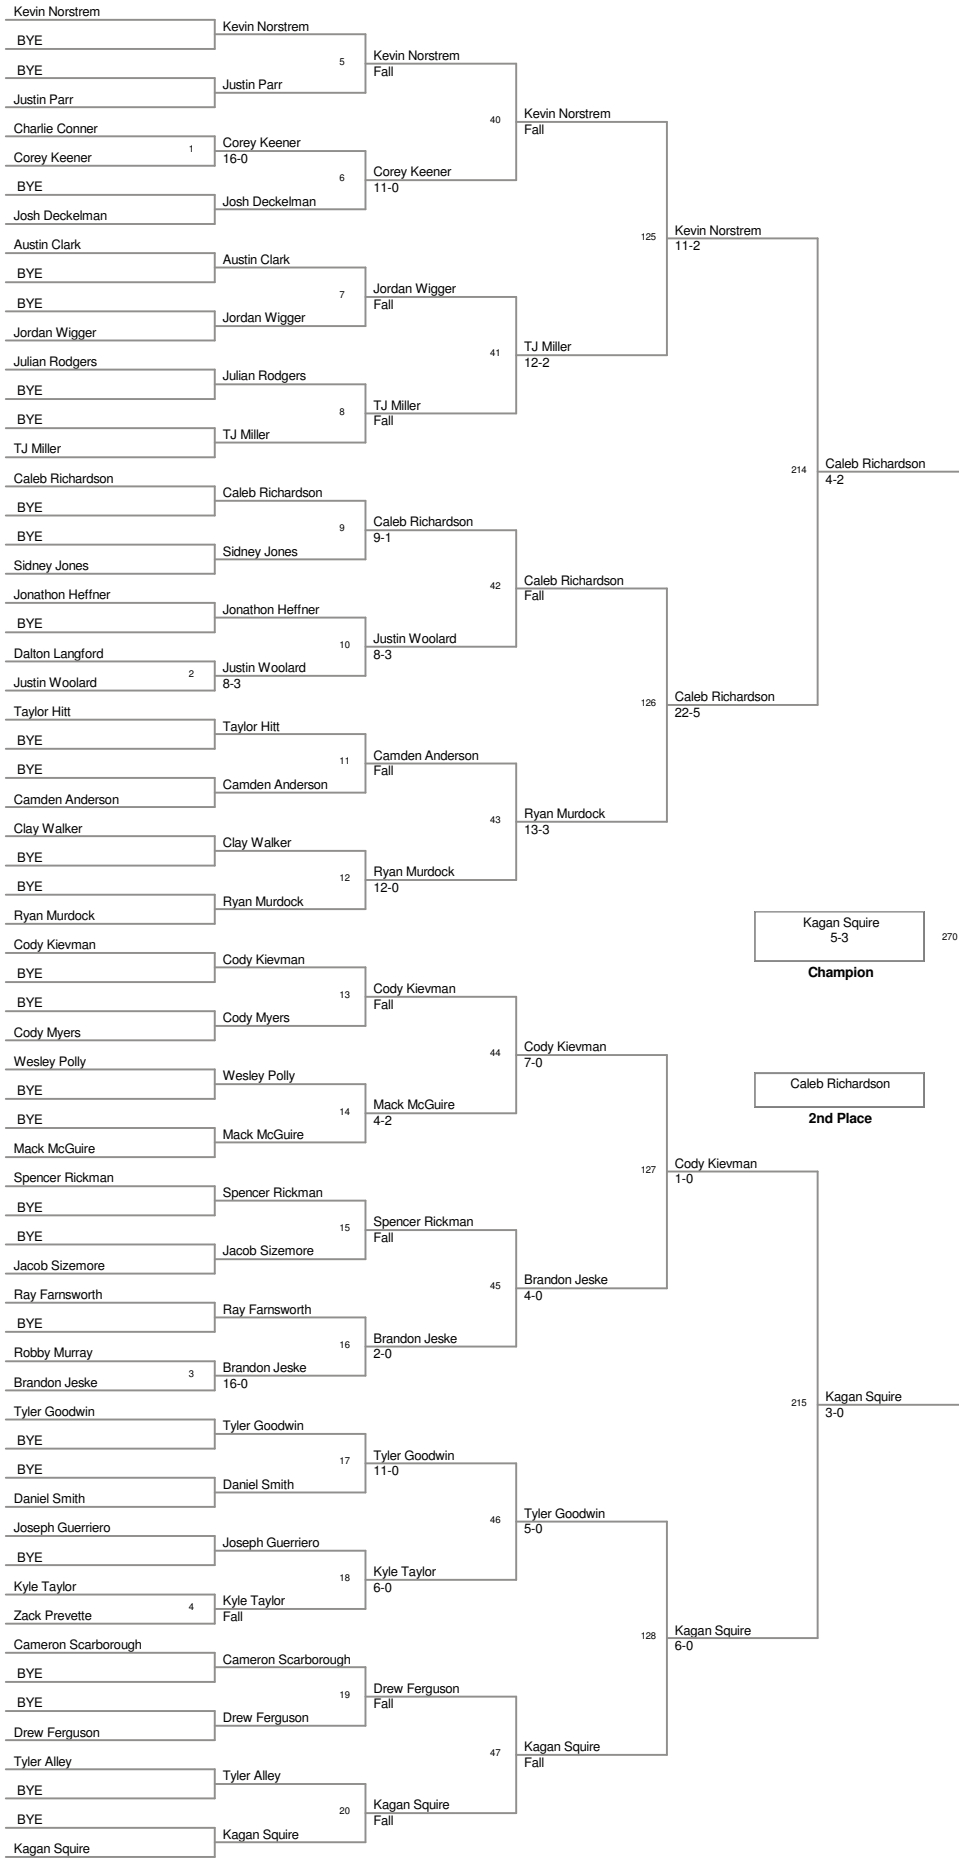 Kevin Norstrem
BYE
BYE
Justin Parr
Charlie Conner
Corey Keener
BYE
Josh Deckelman
Austin Clark
BYE
BYE
Jordan Wigger
Julian Rodgers
BYE
BYE
TJ Miller
Caleb Richardson
BYE
BYE
Sidney Jones
Jonathon Heffner
BYE
Dalton Langford
Justin Woolard
Taylor Hitt
BYE
BYE
Camden Anderson
Clay Walker
BYE
BYE
Ryan Murdock
Cody Kievman
BYE
BYE
Cody Myers
Wesley Polly
BYE
BYE
Mack McGuire
Spencer Rickman
BYE
BYE
Jacob Sizemore
Ray Farnsworth
BYE
Robby Murray
Brandon Jeske
Tyler Goodwin
BYE
BYE
Daniel Smith
Joseph Guerriero
BYE
Kyle Taylor
Zack Prevette
Cameron Scarborough
BYE
BYE
Drew Ferguson
Tyler Alley
BYE
BYE
Kagan Squire
1
2
3
4
Kevin Norstrem
Justin Parr
Corey Keener
16-0
Josh Deckelman
Austin Clark
Jordan Wigger
Julian Rodgers
TJ Miller
Caleb Richardson
Sidney Jones
Jonathon Heffner
Justin Woolard
8-3
Taylor Hitt
Camden Anderson
Clay Walker
Ryan Murdock
Cody Kievman
Cody Myers
Wesley Polly
Mack McGuire
Spencer Rickman
Jacob Sizemore
Ray Farnsworth
Brandon Jeske
16-0
Tyler Goodwin
Daniel Smith
Joseph Guerriero
Kyle Taylor
Fall
Cameron Scarborough
Drew Ferguson
Tyler Alley
Kagan Squire
5
6
7
8
9
10
11
12
13
14
15
16
17
18
19
20
Kevin Norstrem
Fall
Corey Keener
11-0
Jordan Wigger
Fall
TJ Miller
Fall
Caleb Richardson
9-1
Justin Woolard
8-3
Camden Anderson
Fall
Ryan Murdock
12-0
Cody Kievman
Fall
Mack McGuire
4-2
Spencer Rickman
Fall
Brandon Jeske
2-0
Tyler Goodwin
11-0
Kyle Taylor
6-0
Drew Ferguson
Fall
Kagan Squire
Fall
40
41
42
43
44
45
46
47
Kevin Norstrem
Fall
TJ Miller
12-2
Caleb Richardson
Fall
Ryan Murdock
13-3
Cody Kievman
7-0
Brandon Jeske
4-0
Tyler Goodwin
5-0
Kagan Squire
Fall
125
126
127
128
Kevin Norstrem
11-2
Caleb Richardson
22-5
Cody Kievman
1-0
Kagan Squire
6-0
214
215
Caleb Richardson
4-2
Kagan Squire
3-0
Kagan Squire
5-3
270
Champion
Caleb Richardson
2nd Place